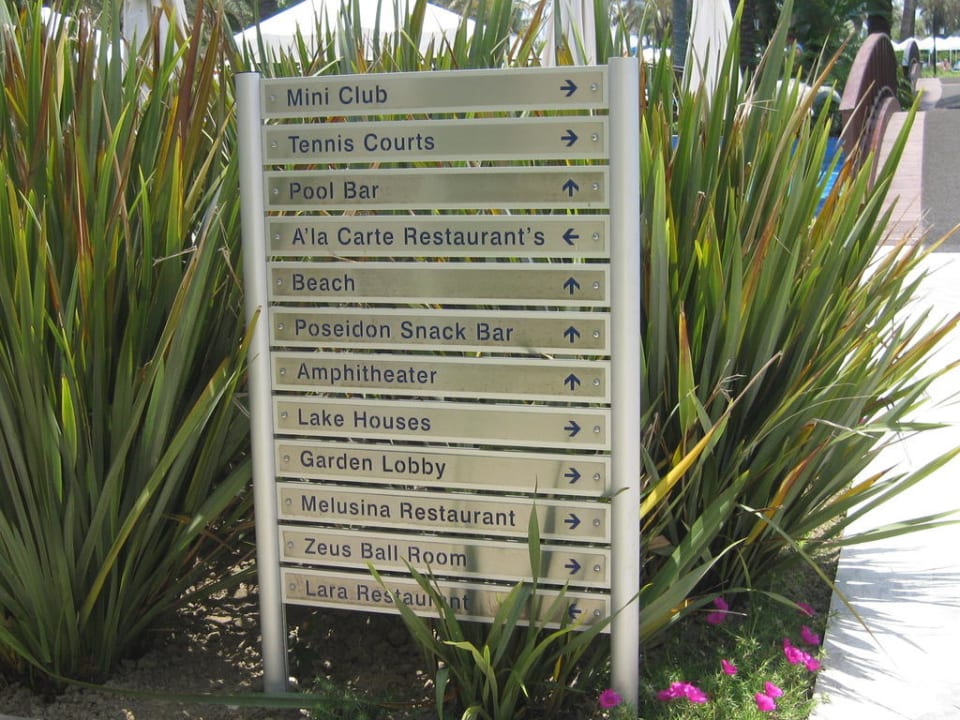 Mini Club →
Tennis Courts →
Pool Bar ↑
A'la Carte Restaurant's ←
Beach ↑
Poseidon Snack Bar ↑
Amphitheater ↑
Lake Houses →
Garden Lobby →
Melusina Restaurant →
Zeus Ball Room →
Lara Restaurant ←